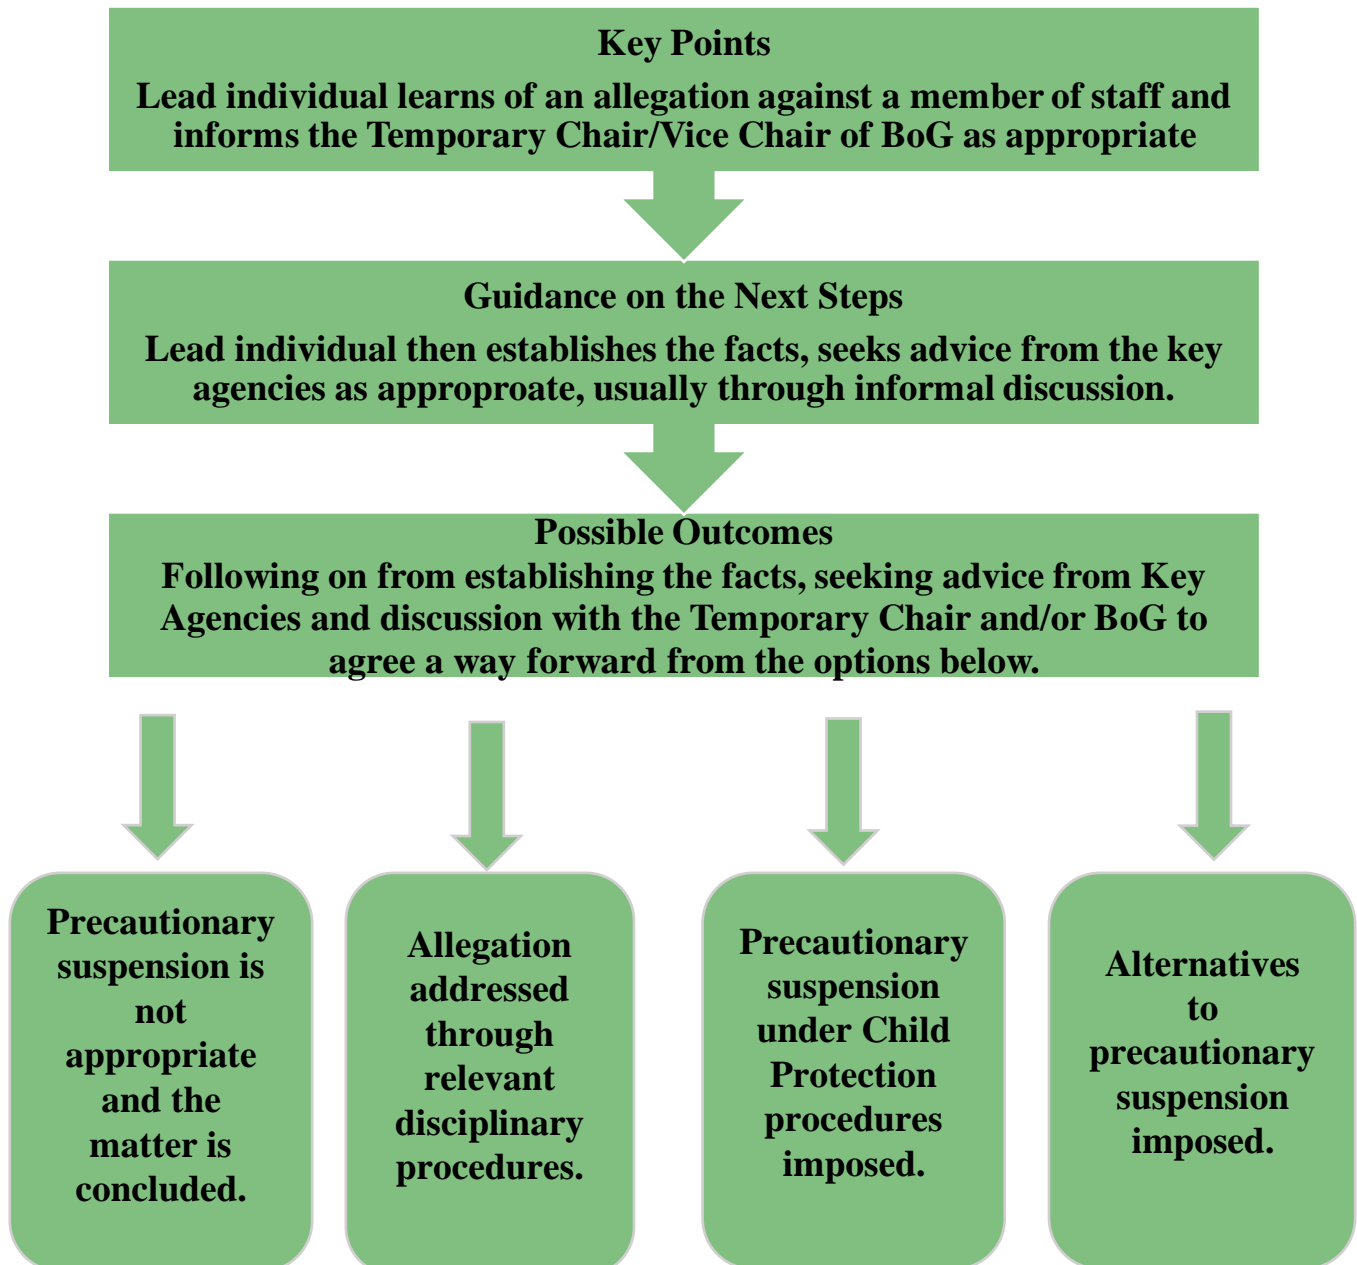 Key Points
Lead individual learns of an allegation against a member of staff and
informs the Temporary Chair/Vice Chair of BoG as appropriate
Guidance on the Next Steps
Lead individual then establishes the facts, seeks advice from the key
agencies as approproate, usually through informal discussion.
Possible Outcomes
Following on from establishing the facts, seeking advice from Key
Agencies and discussion with the Temporary Chair and/or BoG to
agree a way forward from the options below.
Precautionary
suspension is
not
appropriate
and the
matter is
concluded.
Allegation
addressed
through
relevant
disciplinary
procedures.
Precautionary
suspension
under Child
Protection
procedures
imposed.
Alternatives
to
precautionary
suspension
imposed.